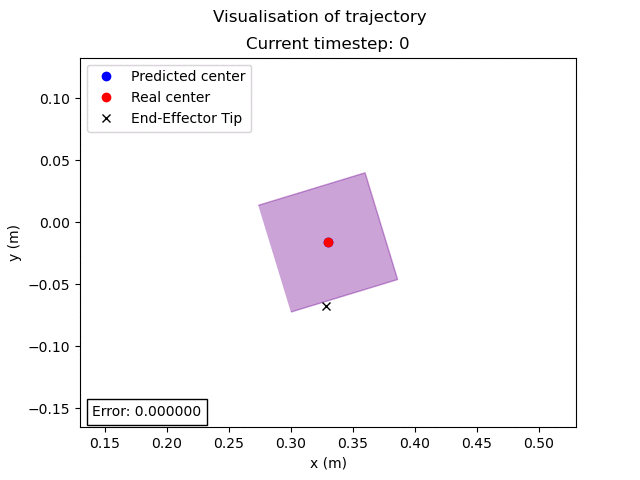 Visualisation of trajectory
Current timestep: 0
Predicted center
Real center
End-Effector Tip
0.10
0.05
0.00
−0.05
−0.10
−0.15
y (m)
Error: 0.000000
0.15 0.20 0.25 0.30 0.35 0.40 0.45 0.50
x (m)